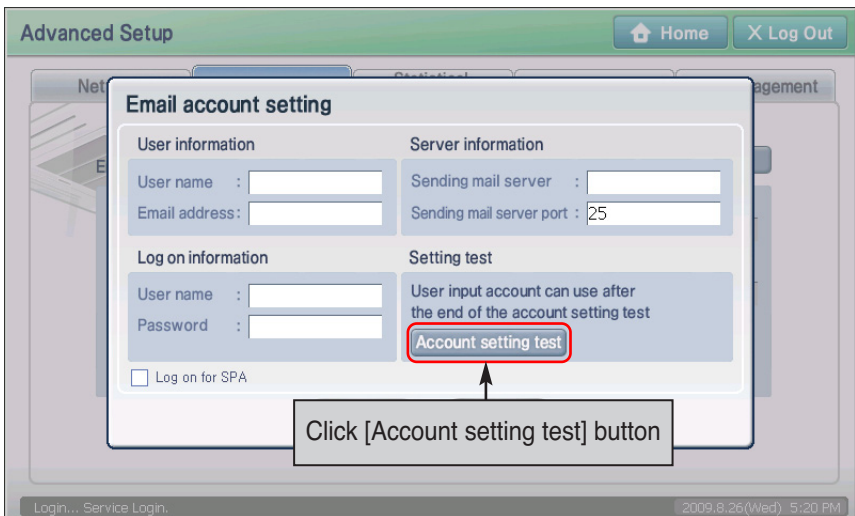 Advanced Setup
Home
X Log Out
Net
Statistical
agement
Email account setting
User information
User name :
Email address:
Server information
Sending mail server :
Sending mail server port : 25
Log on information
User name :
Password :
Setting test
User input account can use after
the end of the account setting test
Account setting test
Log on for SPA
Click [Account setting test] button
Login... Service Login.
2009.8.26(Wed) 5:20 PM